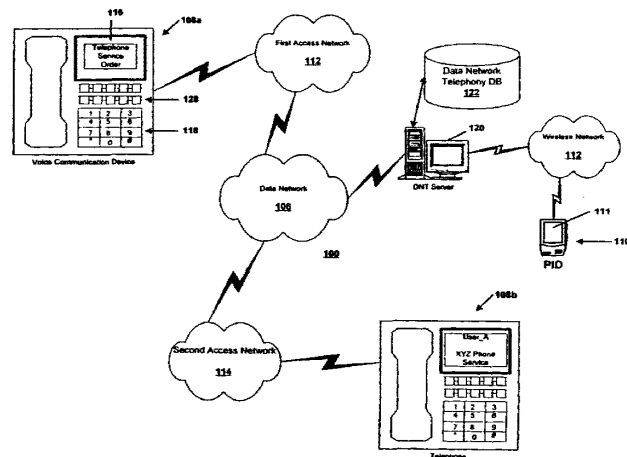 116
108a
Telephone
Service
Order
128
1 2 3
4 5 6
7 8 9
* 0 #
118
Voice Communication Device
First Access Network
112
Data Network
Telephony DB
122
120
DNT Server
Wireless Network
112
111
110
PID
Data Network
106
100
Second Access Network
114
108b
User_A
XYZ Phone
Service
1 2 3
4 5 6
7 8 9
* 0 #
Telephone